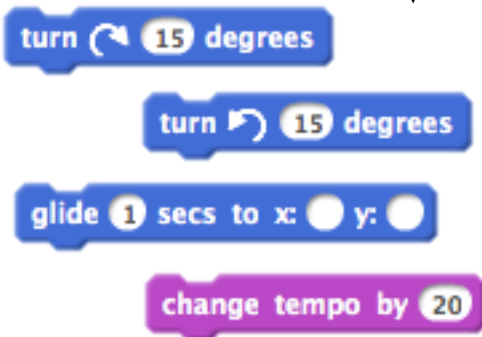 turn 15 degrees
turn 15 degrees
glide 1 secs to x: y:
change tempo by 20